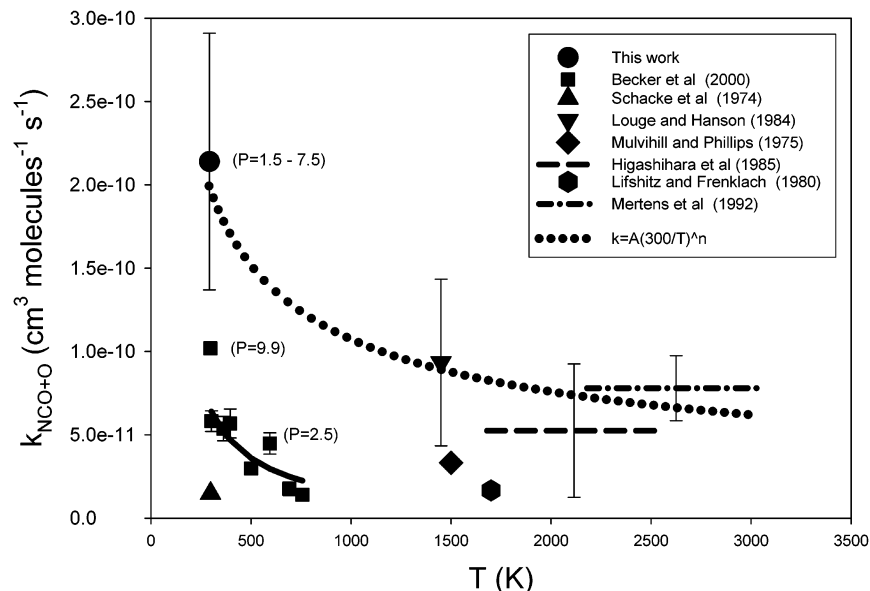 3.0e-10
2.5e-10
2.0e-10
1.5e-10
1.0e-10
5.0e-11
0.0
k_NCO+O (cm³ molecules⁻¹ s⁻¹)
(P=1.5 - 7.5)
(P=9.9)
(P=2.5)
This work
Becker et al (2000)
Schacke et al (1974)
Louge and Hanson (1984)
Mulvihill and Phillips (1975)
Higashihara et al (1985)
Lifshitz and Frenklach (1980)
Mertens et al (1992)
k=A(300/T)^n
0 500 1000 1500 2000 2500 3000 3500
T (K)